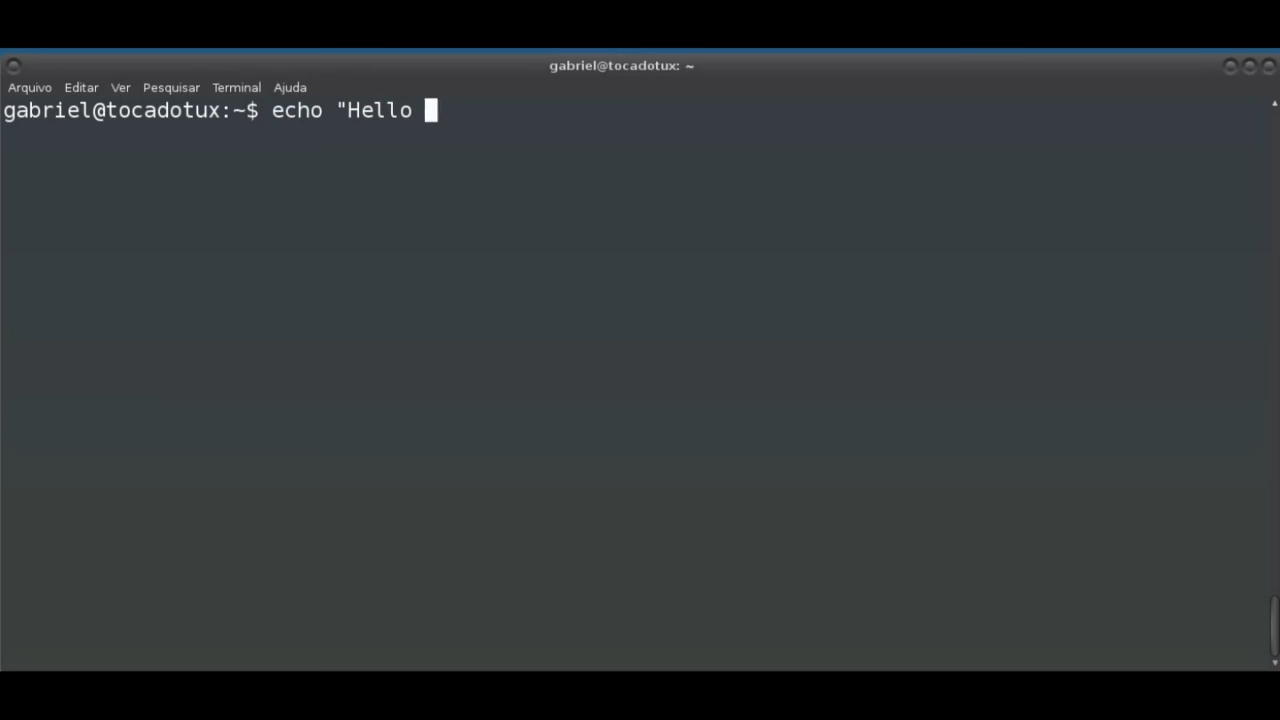 gabriel@tocadotux: ~
Arquivo Editar Ver Pesquisar Terminal Ajuda
gabriel@tocadotux:~$ echo "Hello